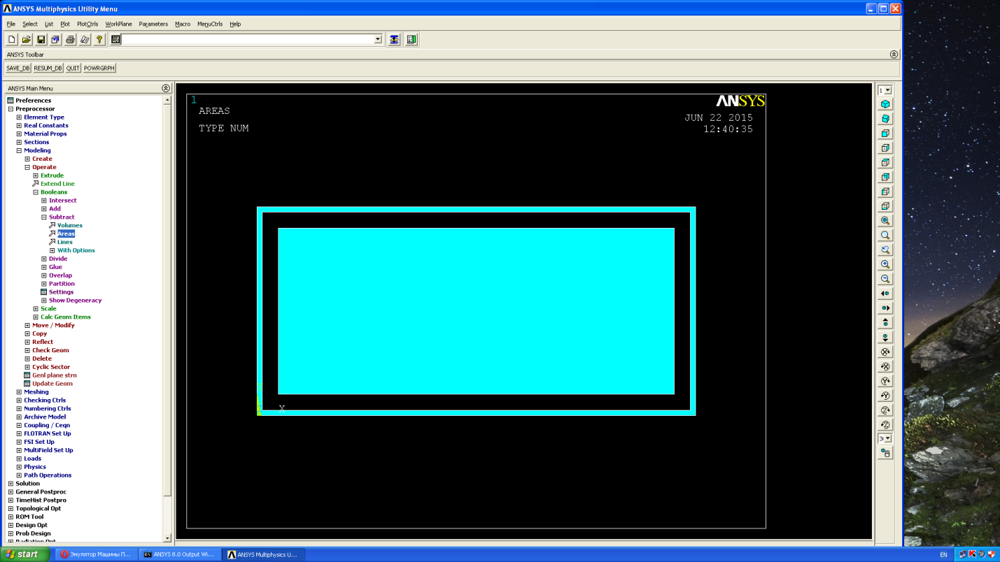 ANSYS Multiphysics Utility Menu
File Select List Plot PlotCtrls WorkPlane Parameters Macro MenuCtrls Help
ANSYS Toolbar
SAVE_DB RESUM_DB QUIT POWRGRPH
ANSYS Main Menu
Preferences
Preprocessor
Element Type
Real Constants
Material Props
Sections
Modeling
Create
Operate
Extrude
Extend Line
Booleans
Intersect
Add
Subtract
Volumes
Areas
Lines
With Options
Divide
Glue
Overlap
Partition
Settings
Show Degeneracy
Scale
Calc Geom Items
Move / Modify
Copy
Reflect
Check Geom
Delete
Cyclic Sector
Genl plane strn
Update Geom
Meshing
Checking Ctrls
Numbering Ctrls
Archive Model
Coupling / Ceqn
FLOTRAN Set Up
FSI Set Up
MultiField Set Up
Loads
Physics
Path Operations
Solution
General Postproc
TimeHist Postpro
Topological Opt
ROM Tool
Design Opt
Prob Design
Radiation Opt
1
AREAS
TYPE NUM
ANSYS
JUN 22 2015
12:40:35
X
1
start
Эмулятор Машины П...
ANSYS 8.0 Output Wi...
ANSYS Multiphysics U...
EN